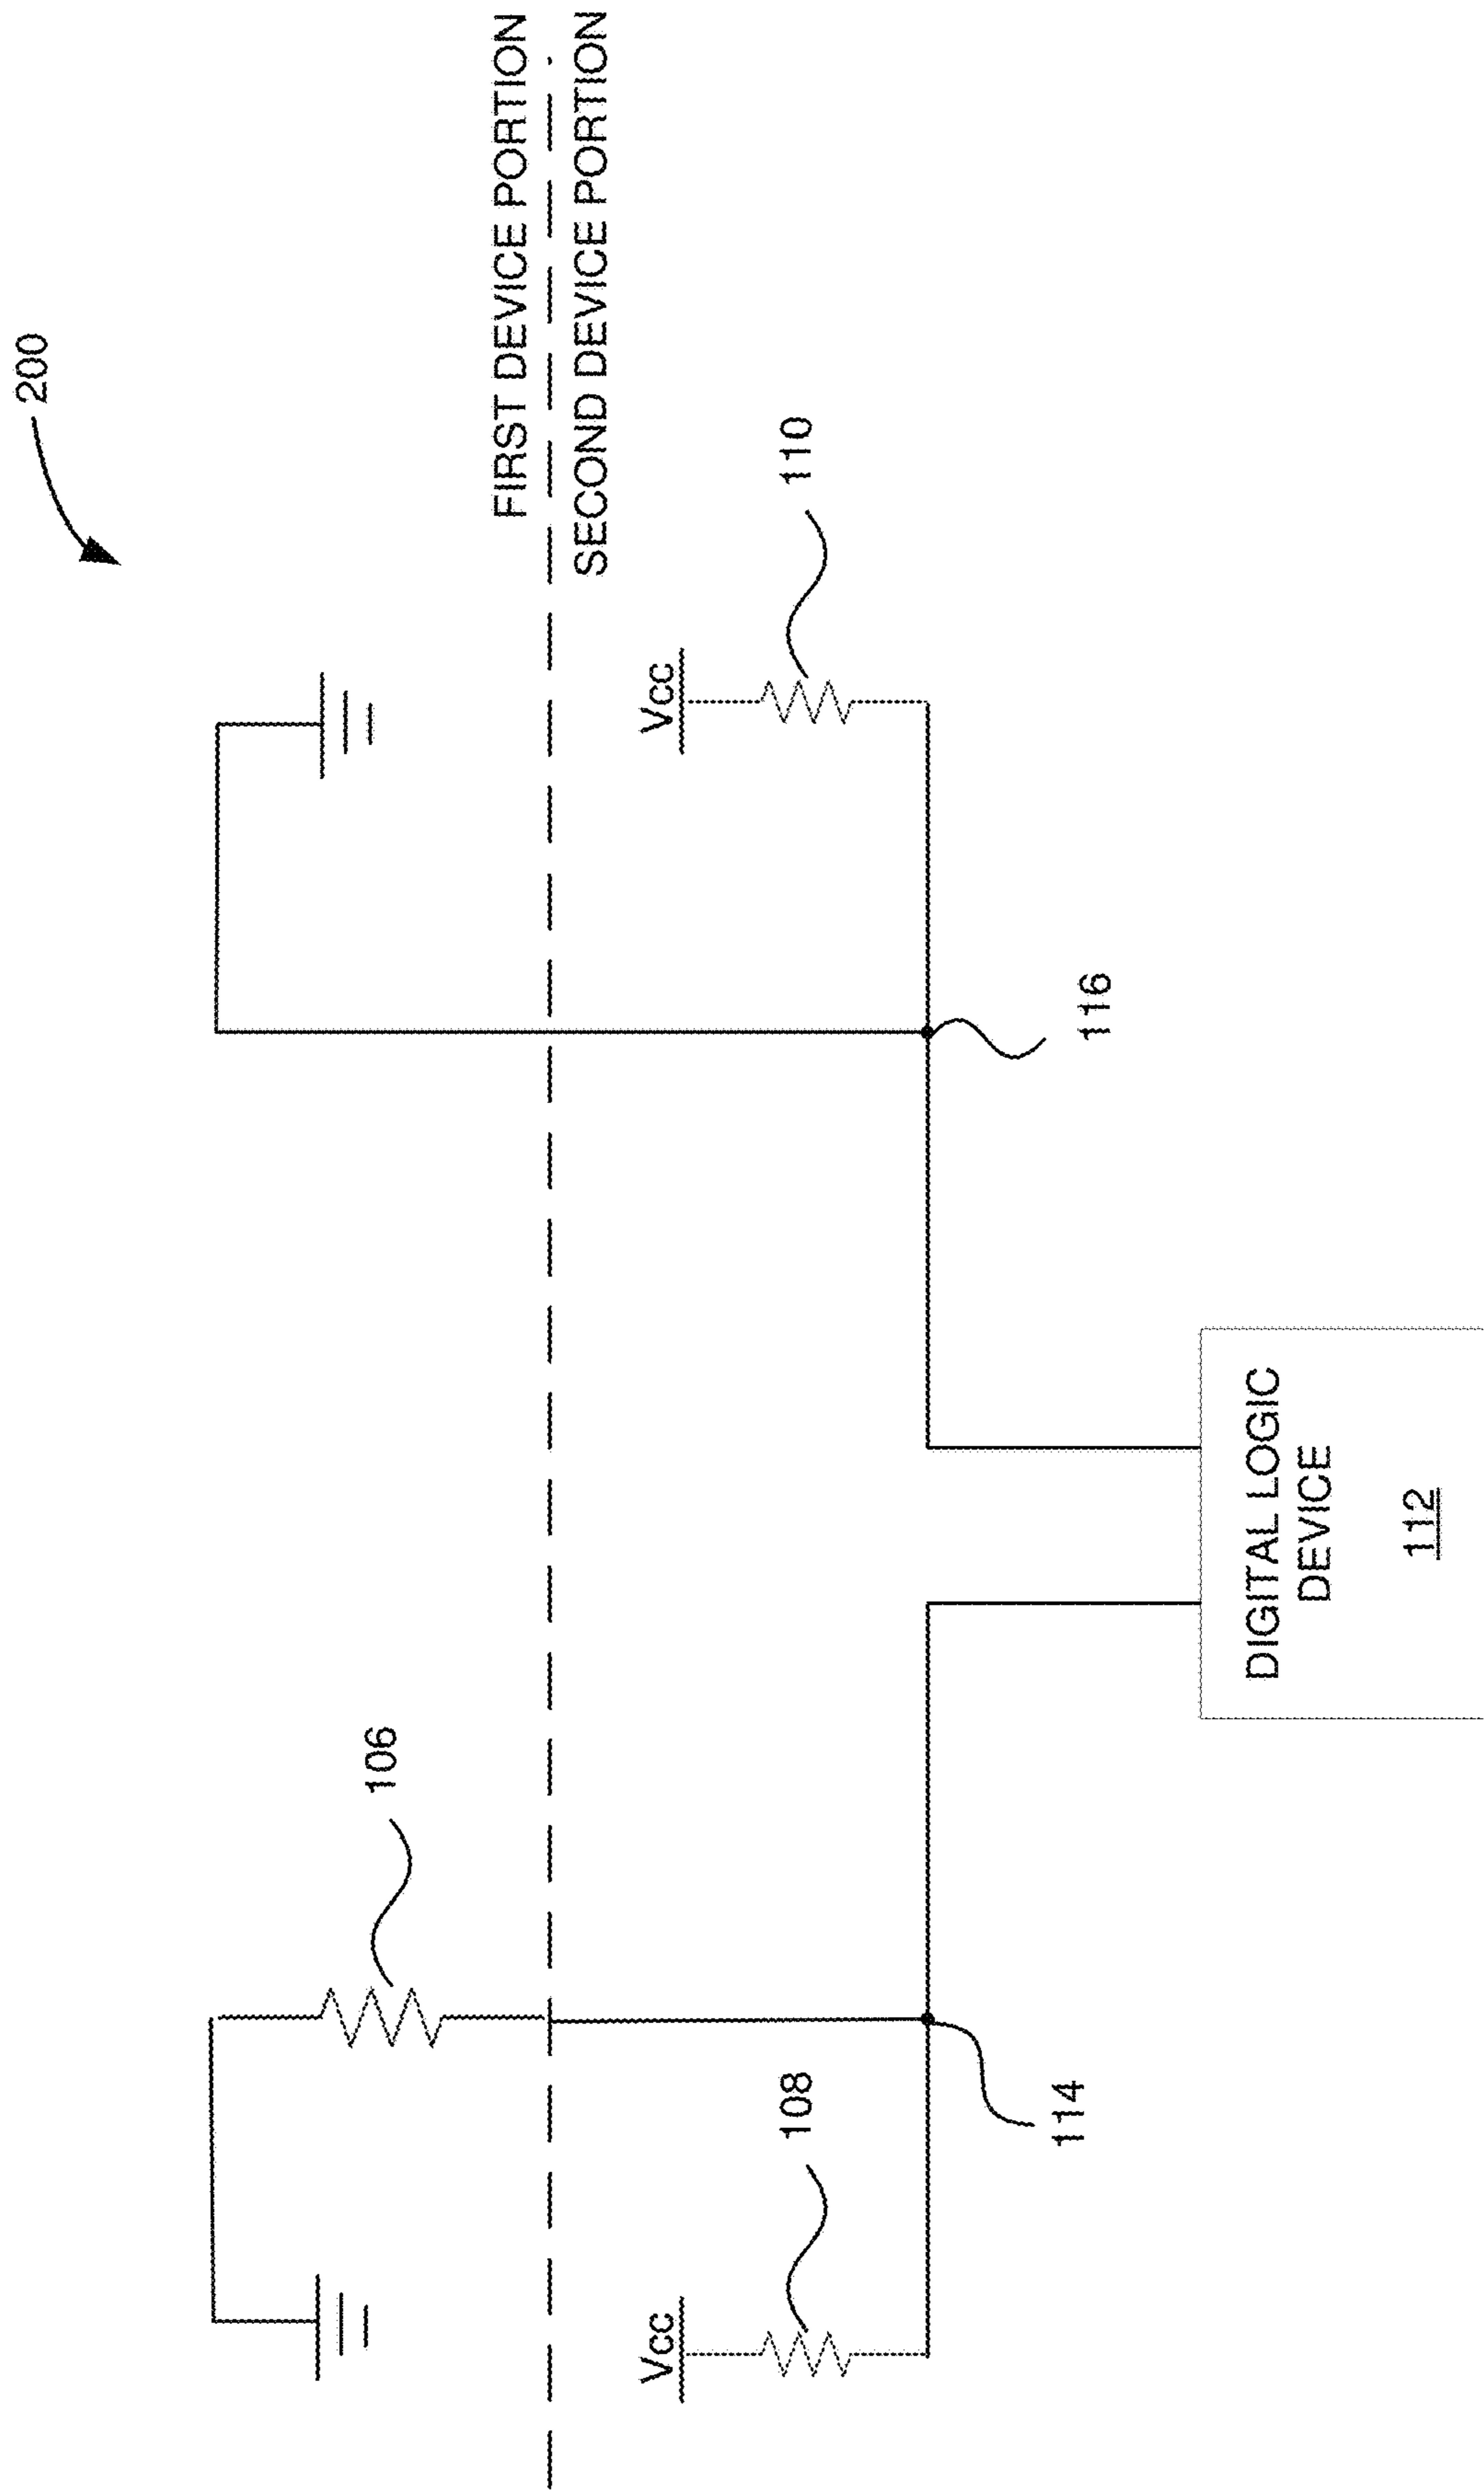 200
FIRST DEVICE PORTION
SECOND DEVICE PORTION
106
108
Vcc
110
Vcc
114
116
DIGITAL LOGIC
DEVICE
112